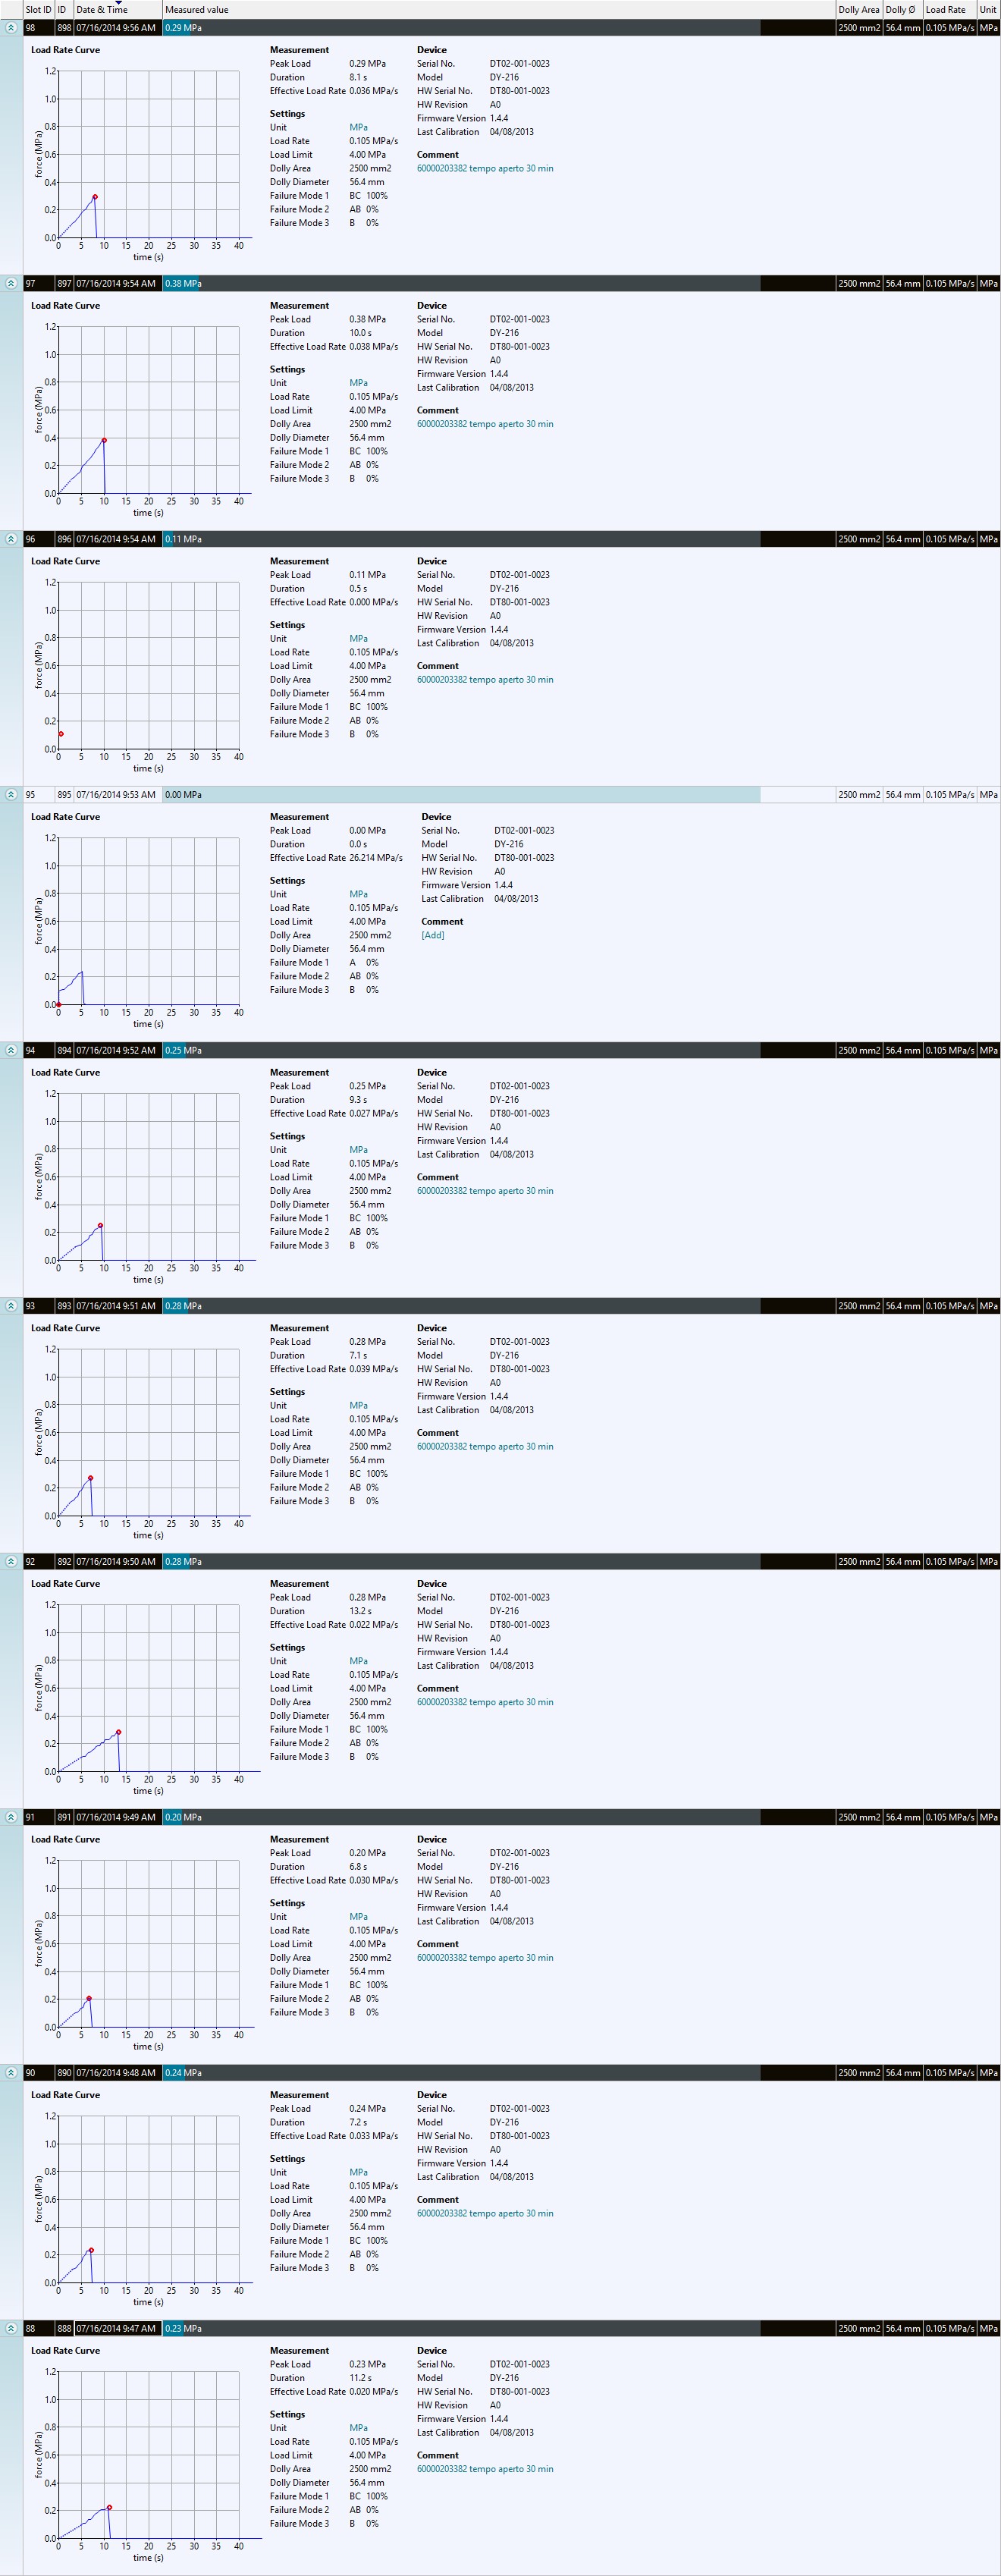 Slot ID ID Date & Time Measured value Dolly Area Dolly Ø Load Rate Unit
98 898 07/16/2014 9:56 AM 0.29 MPa 2500 mm2 56.4 mm 0.105 MPa/s MPa
Load Rate Curve
1.2
1.0
0.8
0.6
0.4
0.2
0.0
force (MPa)
0 5 10 15 20 25 30 35 40
time (s)
Measurement
Peak Load 0.29 MPa
Duration 8.1 s
Effective Load Rate 0.036 MPa/s
Settings
Unit MPa
Load Rate 0.105 MPa/s
Load Limit 4.00 MPa
Dolly Area 2500 mm2
Dolly Diameter 56.4 mm
Failure Mode 1 BC 100%
Failure Mode 2 AB 0%
Failure Mode 3 B 0%
Device
Serial No. DT02-001-0023
Model DY-216
HW Serial No. DT80-001-0023
HW Revision A0
Firmware Version 1.4.4
Last Calibration 04/08/2013
Comment
60000203382 tempo aperto 30 min
97 897 07/16/2014 9:54 AM 0.38 MPa 2500 mm2 56.4 mm 0.105 MPa/s MPa
Load Rate Curve
1.2
1.0
0.8
0.6
0.4
0.2
0.0
force (MPa)
0 5 10 15 20 25 30 35 40
time (s)
Measurement
Peak Load 0.38 MPa
Duration 10.0 s
Effective Load Rate 0.038 MPa/s
Settings
Unit MPa
Load Rate 0.105 MPa/s
Load Limit 4.00 MPa
Dolly Area 2500 mm2
Dolly Diameter 56.4 mm
Failure Mode 1 BC 100%
Failure Mode 2 AB 0%
Failure Mode 3 B 0%
Device
Serial No. DT02-001-0023
Model DY-216
HW Serial No. DT80-001-0023
HW Revision A0
Firmware Version 1.4.4
Last Calibration 04/08/2013
Comment
60000203382 tempo aperto 30 min
96 896 07/16/2014 9:54 AM 0.11 MPa 2500 mm2 56.4 mm 0.105 MPa/s MPa
Load Rate Curve
1.2
1.0
0.8
0.6
0.4
0.2
0.0
force (MPa)
0 5 10 15 20 25 30 35 40
time (s)
Measurement
Peak Load 0.11 MPa
Duration 0.5 s
Effective Load Rate 0.000 MPa/s
Settings
Unit MPa
Load Rate 0.105 MPa/s
Load Limit 4.00 MPa
Dolly Area 2500 mm2
Dolly Diameter 56.4 mm
Failure Mode 1 BC 100%
Failure Mode 2 AB 0%
Failure Mode 3 B 0%
Device
Serial No. DT02-001-0023
Model DY-216
HW Serial No. DT80-001-0023
HW Revision A0
Firmware Version 1.4.4
Last Calibration 04/08/2013
Comment
60000203382 tempo aperto 30 min
95 895 07/16/2014 9:53 AM 0.00 MPa 2500 mm2 56.4 mm 0.105 MPa/s MPa
Load Rate Curve
1.2
1.0
0.8
0.6
0.4
0.2
0.0
force (MPa)
0 5 10 15 20 25 30 35 40
time (s)
Measurement
Peak Load 0.00 MPa
Duration 0.0 s
Effective Load Rate 26.214 MPa/s
Settings
Unit MPa
Load Rate 0.105 MPa/s
Load Limit 4.00 MPa
Dolly Area 2500 mm2
Dolly Diameter 56.4 mm
Failure Mode 1 A 0%
Failure Mode 2 AB 0%
Failure Mode 3 B 0%
Device
Serial No. DT02-001-0023
Model DY-216
HW Serial No. DT80-001-0023
HW Revision A0
Firmware Version 1.4.4
Last Calibration 04/08/2013
Comment
[Add]
94 894 07/16/2014 9:52 AM 0.25 MPa 2500 mm2 56.4 mm 0.105 MPa/s MPa
Load Rate Curve
1.2
1.0
0.8
0.6
0.4
0.2
0.0
force (MPa)
0 5 10 15 20 25 30 35 40
time (s)
Measurement
Peak Load 0.25 MPa
Duration 9.3 s
Effective Load Rate 0.027 MPa/s
Settings
Unit MPa
Load Rate 0.105 MPa/s
Load Limit 4.00 MPa
Dolly Area 2500 mm2
Dolly Diameter 56.4 mm
Failure Mode 1 BC 100%
Failure Mode 2 AB 0%
Failure Mode 3 B 0%
Device
Serial No. DT02-001-0023
Model DY-216
HW Serial No. DT80-001-0023
HW Revision A0
Firmware Version 1.4.4
Last Calibration 04/08/2013
Comment
60000203382 tempo aperto 30 min
93 893 07/16/2014 9:51 AM 0.28 MPa 2500 mm2 56.4 mm 0.105 MPa/s MPa
Load Rate Curve
1.2
1.0
0.8
0.6
0.4
0.2
0.0
force (MPa)
0 5 10 15 20 25 30 35 40
time (s)
Measurement
Peak Load 0.28 MPa
Duration 7.1 s
Effective Load Rate 0.039 MPa/s
Settings
Unit MPa
Load Rate 0.105 MPa/s
Load Limit 4.00 MPa
Dolly Area 2500 mm2
Dolly Diameter 56.4 mm
Failure Mode 1 BC 100%
Failure Mode 2 AB 0%
Failure Mode 3 B 0%
Device
Serial No. DT02-001-0023
Model DY-216
HW Serial No. DT80-001-0023
HW Revision A0
Firmware Version 1.4.4
Last Calibration 04/08/2013
Comment
60000203382 tempo aperto 30 min
92 892 07/16/2014 9:50 AM 0.28 MPa 2500 mm2 56.4 mm 0.105 MPa/s MPa
Load Rate Curve
1.2
1.0
0.8
0.6
0.4
0.2
0.0
force (MPa)
0 5 10 15 20 25 30 35 40
time (s)
Measurement
Peak Load 0.28 MPa
Duration 13.2 s
Effective Load Rate 0.022 MPa/s
Settings
Unit MPa
Load Rate 0.105 MPa/s
Load Limit 4.00 MPa
Dolly Area 2500 mm2
Dolly Diameter 56.4 mm
Failure Mode 1 BC 100%
Failure Mode 2 AB 0%
Failure Mode 3 B 0%
Device
Serial No. DT02-001-0023
Model DY-216
HW Serial No. DT80-001-0023
HW Revision A0
Firmware Version 1.4.4
Last Calibration 04/08/2013
Comment
60000203382 tempo aperto 30 min
91 891 07/16/2014 9:49 AM 0.20 MPa 2500 mm2 56.4 mm 0.105 MPa/s MPa
Load Rate Curve
1.2
1.0
0.8
0.6
0.4
0.2
0.0
force (MPa)
0 5 10 15 20 25 30 35 40
time (s)
Measurement
Peak Load 0.20 MPa
Duration 6.8 s
Effective Load Rate 0.030 MPa/s
Settings
Unit MPa
Load Rate 0.105 MPa/s
Load Limit 4.00 MPa
Dolly Area 2500 mm2
Dolly Diameter 56.4 mm
Failure Mode 1 BC 100%
Failure Mode 2 AB 0%
Failure Mode 3 B 0%
Device
Serial No. DT02-001-0023
Model DY-216
HW Serial No. DT80-001-0023
HW Revision A0
Firmware Version 1.4.4
Last Calibration 04/08/2013
Comment
60000203382 tempo aperto 30 min
90 890 07/16/2014 9:48 AM 0.24 MPa 2500 mm2 56.4 mm 0.105 MPa/s MPa
Load Rate Curve
1.2
1.0
0.8
0.6
0.4
0.2
0.0
force (MPa)
0 5 10 15 20 25 30 35 40
time (s)
Measurement
Peak Load 0.24 MPa
Duration 7.2 s
Effective Load Rate 0.033 MPa/s
Settings
Unit MPa
Load Rate 0.105 MPa/s
Load Limit 4.00 MPa
Dolly Area 2500 mm2
Dolly Diameter 56.4 mm
Failure Mode 1 BC 100%
Failure Mode 2 AB 0%
Failure Mode 3 B 0%
Device
Serial No. DT02-001-0023
Model DY-216
HW Serial No. DT80-001-0023
HW Revision A0
Firmware Version 1.4.4
Last Calibration 04/08/2013
Comment
60000203382 tempo aperto 30 min
88 888 07/16/2014 9:47 AM 0.23 MPa 2500 mm2 56.4 mm 0.105 MPa/s MPa
Load Rate Curve
1.2
1.0
0.8
0.6
0.4
0.2
0.0
force (MPa)
0 5 10 15 20 25 30 35 40
time (s)
Measurement
Peak Load 0.23 MPa
Duration 11.2 s
Effective Load Rate 0.020 MPa/s
Settings
Unit MPa
Load Rate 0.105 MPa/s
Load Limit 4.00 MPa
Dolly Area 2500 mm2
Dolly Diameter 56.4 mm
Failure Mode 1 BC 100%
Failure Mode 2 AB 0%
Failure Mode 3 B 0%
Device
Serial No. DT02-001-0023
Model DY-216
HW Serial No. DT80-001-0023
HW Revision A0
Firmware Version 1.4.4
Last Calibration 04/08/2013
Comment
60000203382 tempo aperto 30 min